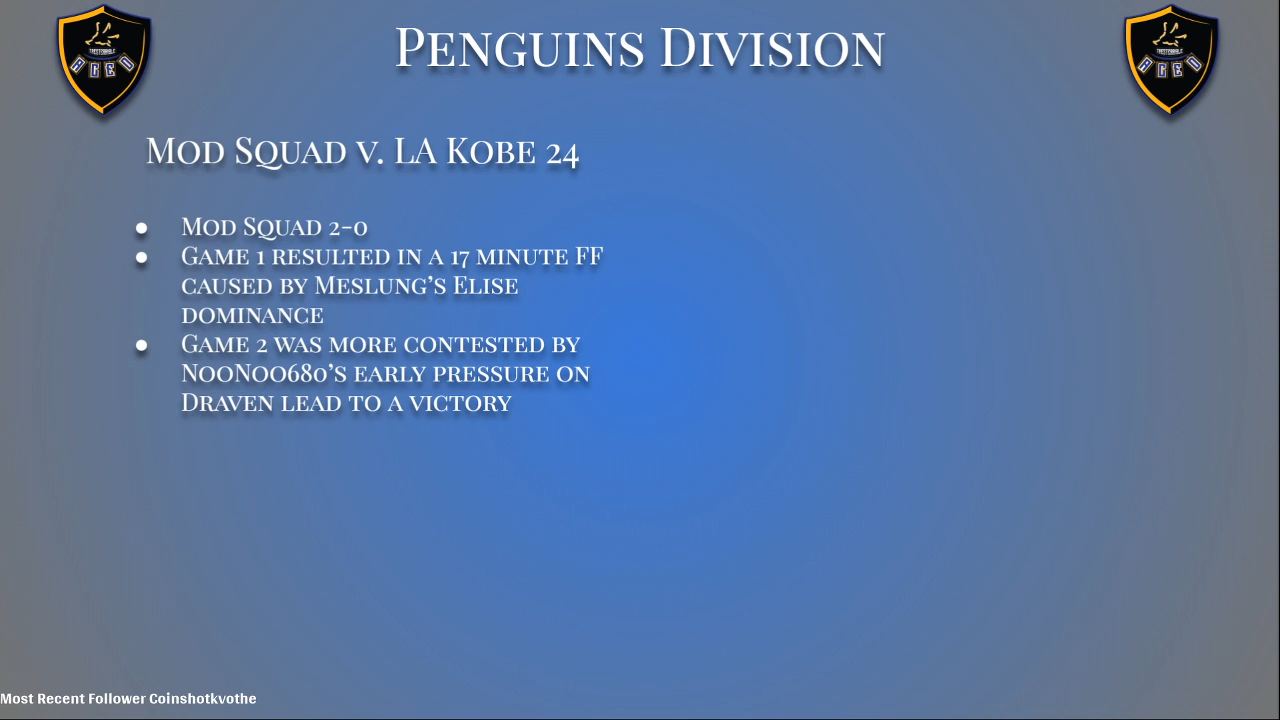 Penguins Division
Mod Squad v. LA Kobe 24
● Mod Squad 2-0
● Game 1 resulted in a 17 minute FF
caused by Meslung’s Elise
dominance
● Game 2 was more contested by
NooNoo680’s early pressure on
Draven lead to a victory
Most Recent Follower Coinshotkvothe